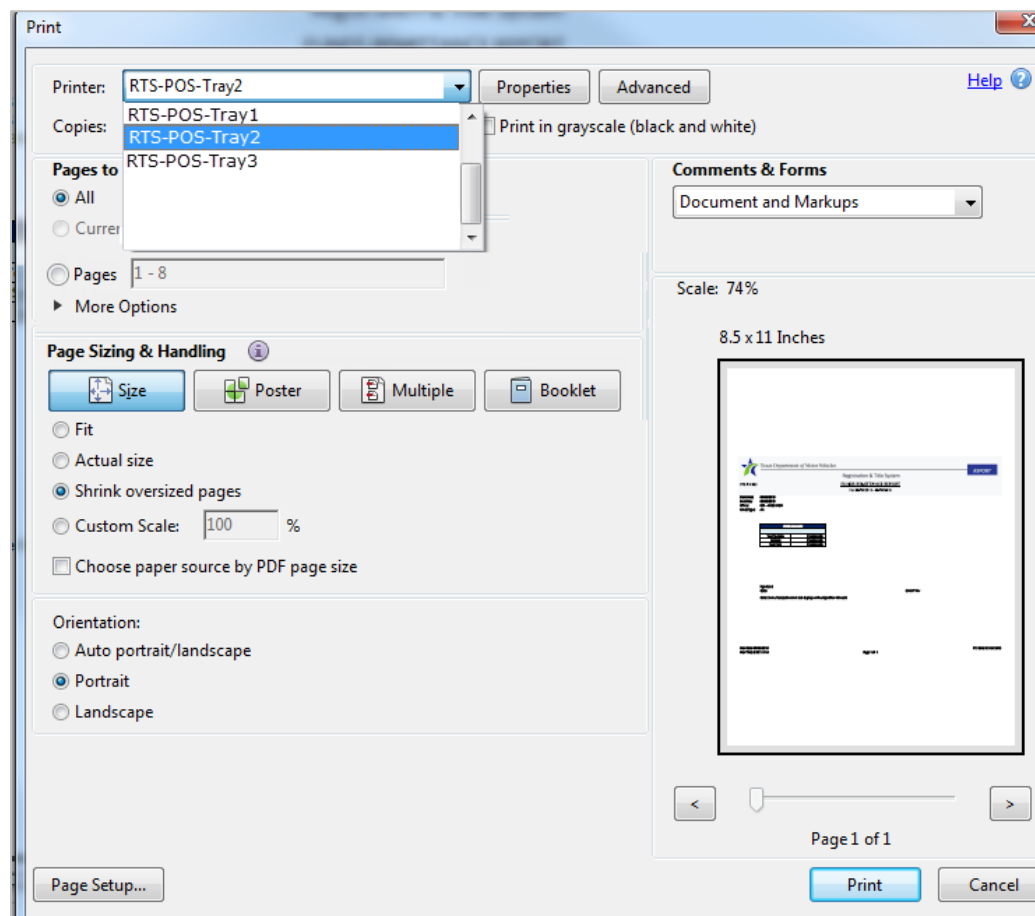 Print
Printer: RTS-POS-Tray2 Properties Advanced Help
RTS-POS-Tray1
Copies: Print in grayscale (black and white)
RTS-POS-Tray2
RTS-POS-Tray3
Pages to
All
Currer
Pages 1 - 8
More Options
Comments & Forms
Document and Markups
Scale: 74%
8.5 x 11 Inches
Page Sizing & Handling
Size Poster Multiple Booklet
Fit
Actual size
Shrink oversized pages
Custom Scale: 100 %
Choose paper source by PDF page size
Orientation:
Auto portrait/landscape
Portrait
Landscape
Texas Department of Motor Vehicles
Registration & Title System
< >
Page 1 of 1
Page Setup... Print Cancel